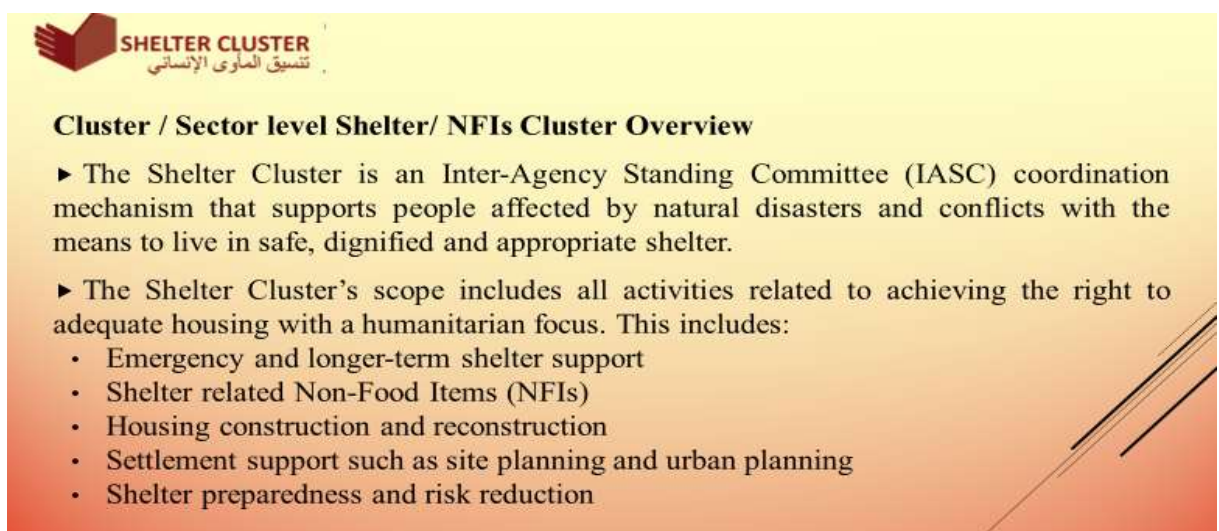 SHELTER CLUSTER
تنسيق المأوى الإنساني
Cluster / Sector level Shelter/ NFIs Cluster Overview
▸ The Shelter Cluster is an Inter-Agency Standing Committee (IASC) coordination
mechanism that supports people affected by natural disasters and conflicts with the
means to live in safe, dignified and appropriate shelter.
▸ The Shelter Cluster’s scope includes all activities related to achieving the right to
adequate housing with a humanitarian focus. This includes:
• Emergency and longer-term shelter support
• Shelter related Non-Food Items (NFIs)
• Housing construction and reconstruction
• Settlement support such as site planning and urban planning
• Shelter preparedness and risk reduction